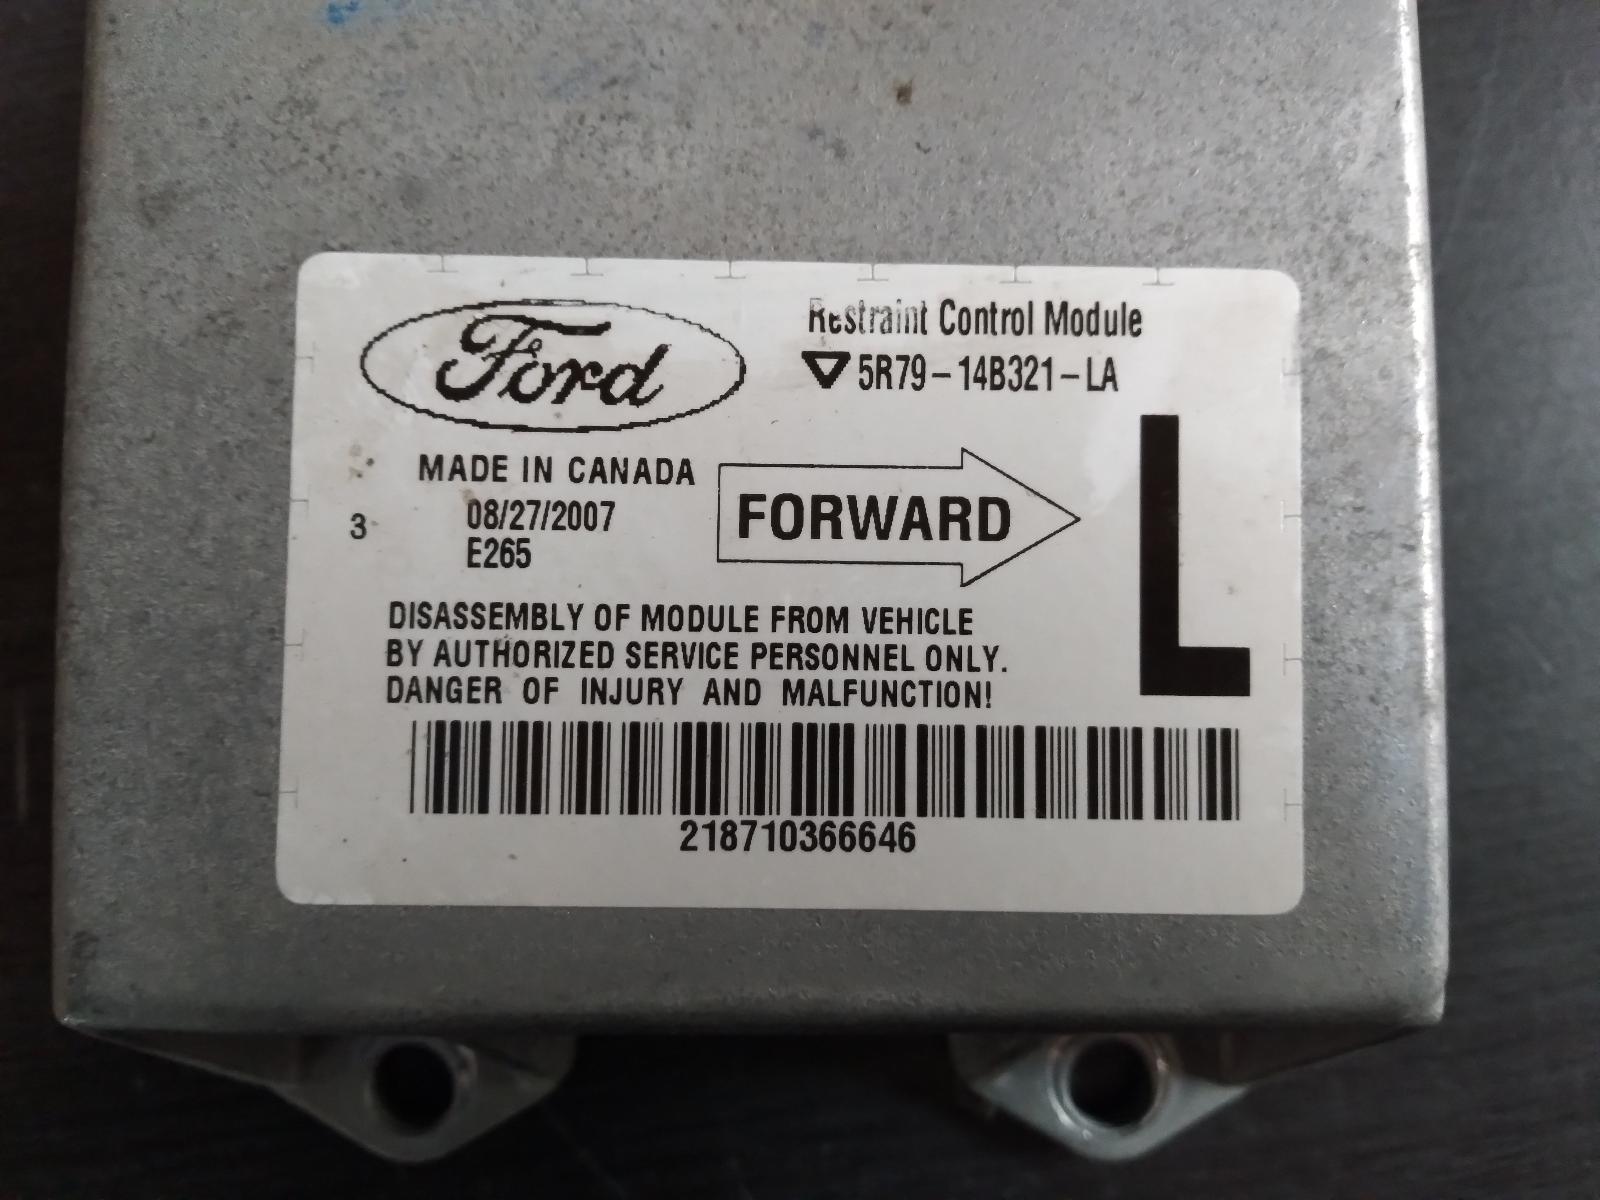 Ford
Restraint Control Module
5R79-14B321-LA
MADE IN CANADA
3 08/27/2007
E265
FORWARD
L
DISASSEMBLY OF MODULE FROM VEHICLE
BY AUTHORIZED SERVICE PERSONNEL ONLY.
DANGER OF INJURY AND MALFUNCTION!
218710366646